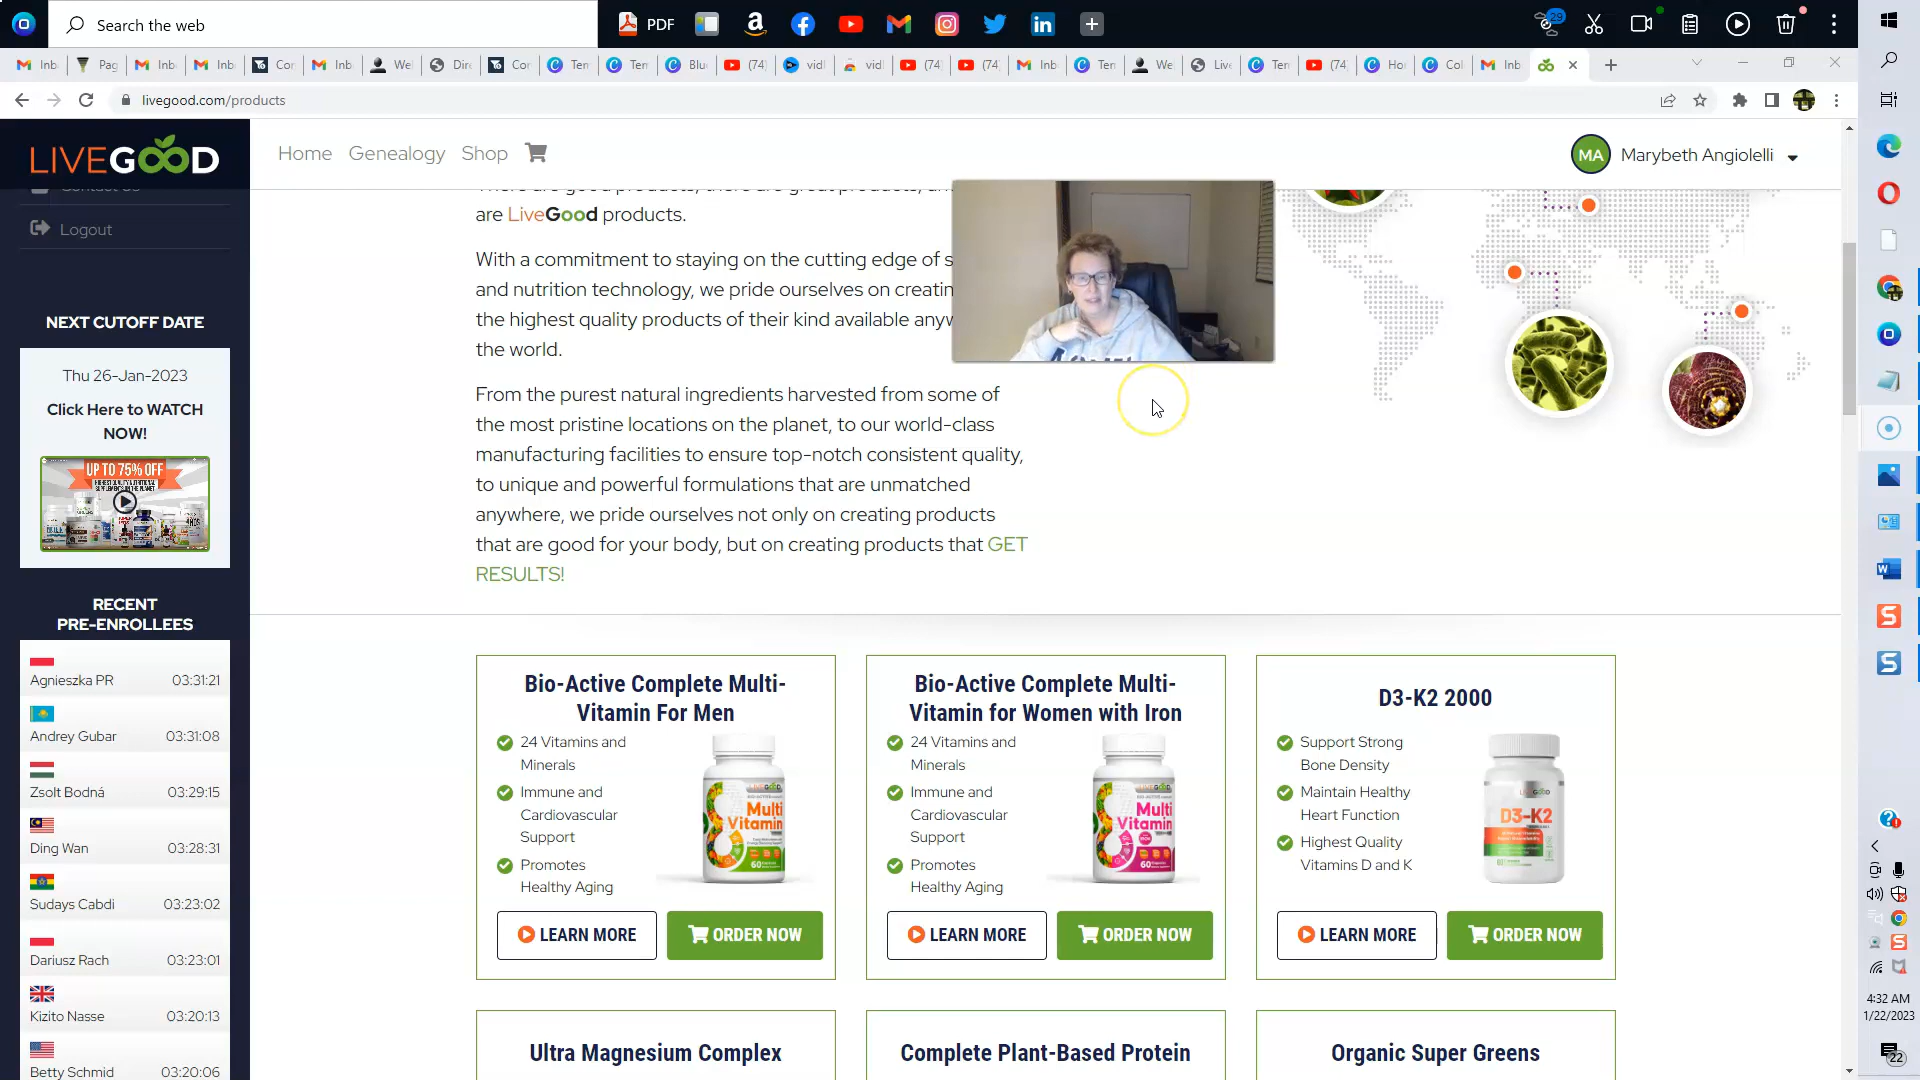 Search the web
PDF
29
livegood.com/products
LIVEGOOD
Home
Genealogy
Shop
MA
Marybeth Angiolelli
Logout
NEXT CUTOFF DATE
Thu 26-Jan-2023
Click Here to WATCH
NOW!
UP TO 75% OFF
RECENT
PRE-ENROLLEES
Agnieszka PR 03:31:21
Andrey Gubar 03:31:08
Zsolt Bodná 03:29:15
Ding Wan 03:28:31
Sudays Cabdi 03:23:02
Dariusz Rach 03:23:01
Kizito Nasse 03:20:13
Betty Schmid 03:20:06
are LiveGood products.
With a commitment to staying on the cutting edge of s
and nutrition technology, we pride ourselves on creatin
the highest quality products of their kind available anyw
the world.
From the purest natural ingredients harvested from some of
the most pristine locations on the planet, to our world-class
manufacturing facilities to ensure top-notch consistent quality,
to unique and powerful formulations that are unmatched
anywhere, we pride ourselves not only on creating products
that are good for your body, but on creating products that GET
RESULTS!
Bio-Active Complete Multi-
Vitamin For Men
24 Vitamins and
Minerals
Immune and
Cardiovascular
Support
Promotes
Healthy Aging
Multi
Vitamin
LEARN MORE
ORDER NOW
Bio-Active Complete Multi-
Vitamin for Women with Iron
24 Vitamins and
Minerals
Immune and
Cardiovascular
Support
Promotes
Healthy Aging
Multi
Vitamin
LEARN MORE
ORDER NOW
D3-K2 2000
Support Strong
Bone Density
Maintain Healthy
Heart Function
Highest Quality
Vitamins D and K
D3-K2
LEARN MORE
ORDER NOW
Ultra Magnesium Complex
Complete Plant-Based Protein
Organic Super Greens
4:32 AM
1/22/2023
22